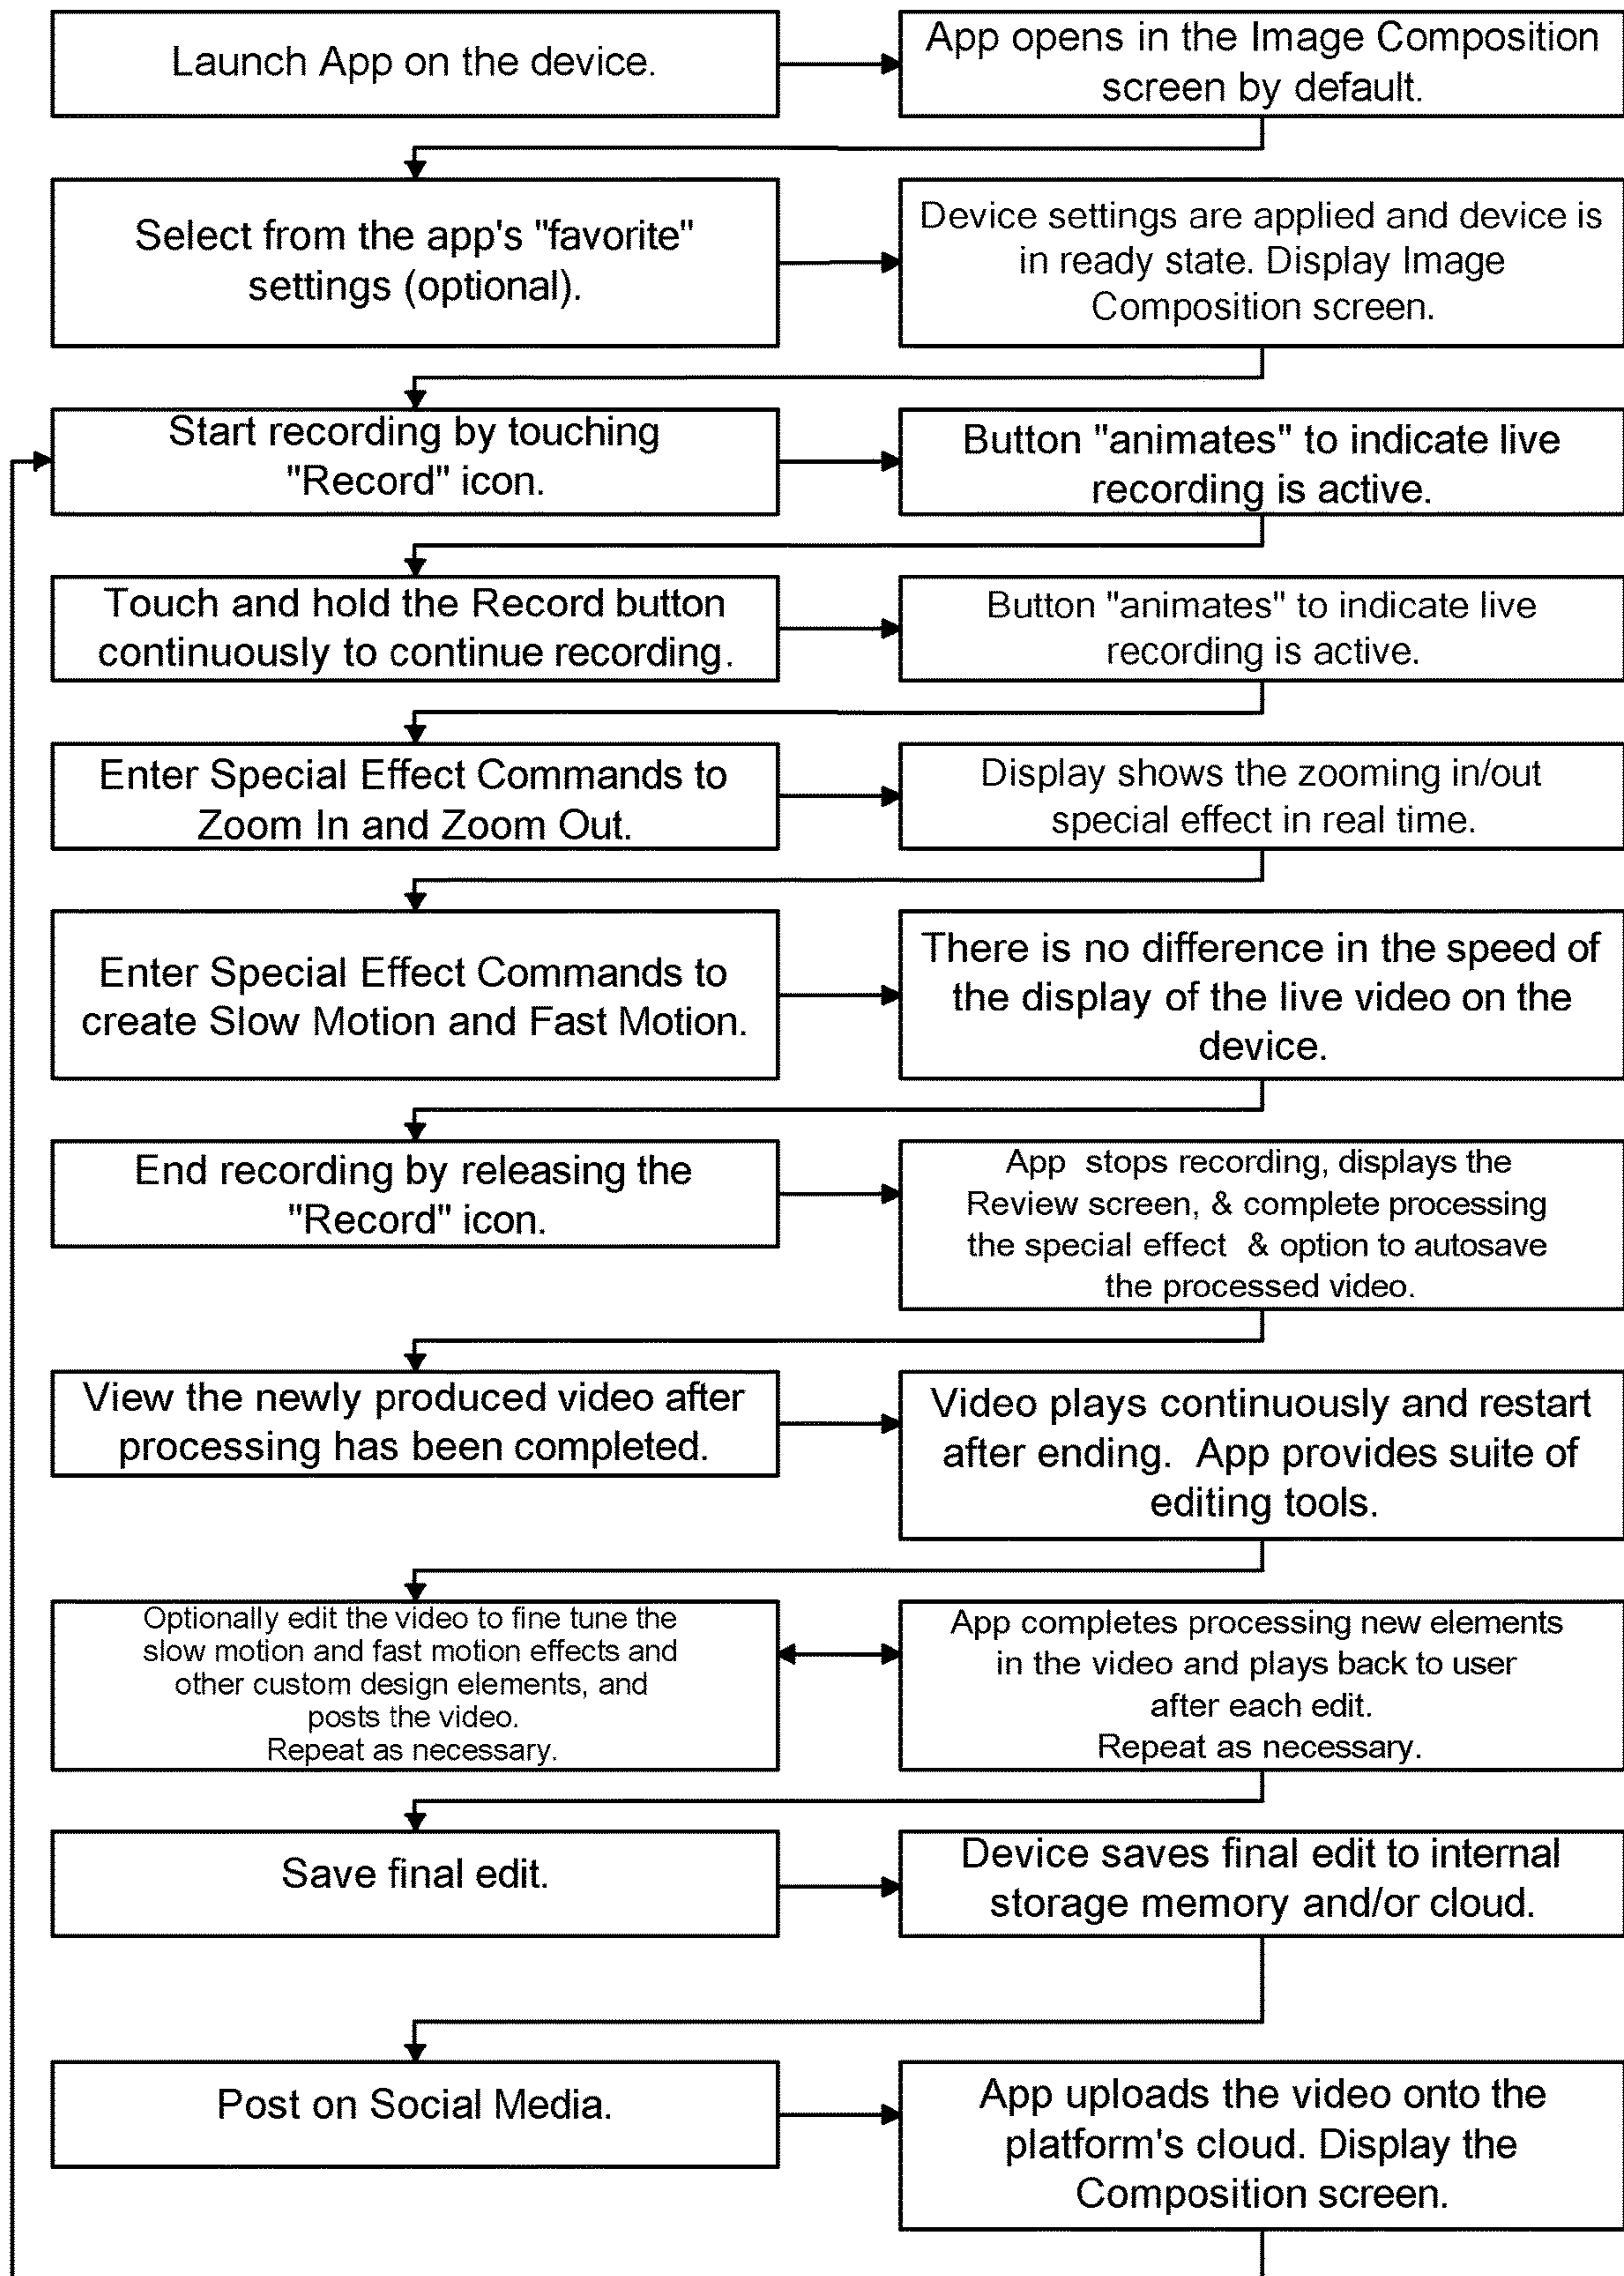 Launch App on the device.
App opens in the Image Composition
screen by default.
Select from the app's "favorite"
settings (optional).
Device settings are applied and device is
in ready state. Display Image
Composition screen.
Start recording by touching
"Record" icon.
Button "animates" to indicate live
recording is active.
Touch and hold the Record button
continuously to continue recording.
Button "animates" to indicate live
recording is active.
Enter Special Effect Commands to
Zoom In and Zoom Out.
Display shows the zooming in/out
special effect in real time.
Enter Special Effect Commands to
create Slow Motion and Fast Motion.
There is no difference in the speed of
the display of the live video on the
device.
End recording by releasing the
"Record" icon.
App stops recording, displays the
Review screen, & complete processing
the special effect & option to autosave
the processed video.
View the newly produced video after
processing has been completed.
Video plays continuously and restart
after ending. App provides suite of
editing tools.
Optionally edit the video to fine tune the
slow motion and fast motion effects and
other custom design elements, and
posts the video.
Repeat as necessary.
App completes processing new elements
in the video and plays back to user
after each edit.
Repeat as necessary.
Save final edit.
Device saves final edit to internal
storage memory and/or cloud.
Post on Social Media.
App uploads the video onto the
platform's cloud. Display the
Composition screen.